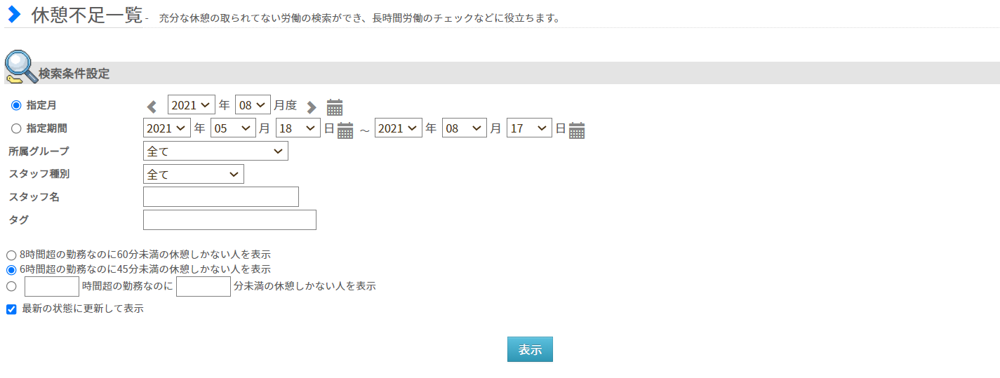 休憩不足一覧 - 充分な休憩の取られてない労働の検索ができ、長時間労働のチェックなどに役立ちます。
検索条件設定
指定月 2021 年 08 月度
指定期間 2021 年 05 月 18 日 ～ 2021 年 08 月 17 日
所属グループ 全て
スタッフ種別 全て
スタッフ名
タグ
8時間超の勤務なのに60分未満の休憩しかない人を表示
6時間超の勤務なのに45分未満の休憩しかない人を表示
時間超の勤務なのに 分未満の休憩しかない人を表示
最新の状態に更新して表示
表示